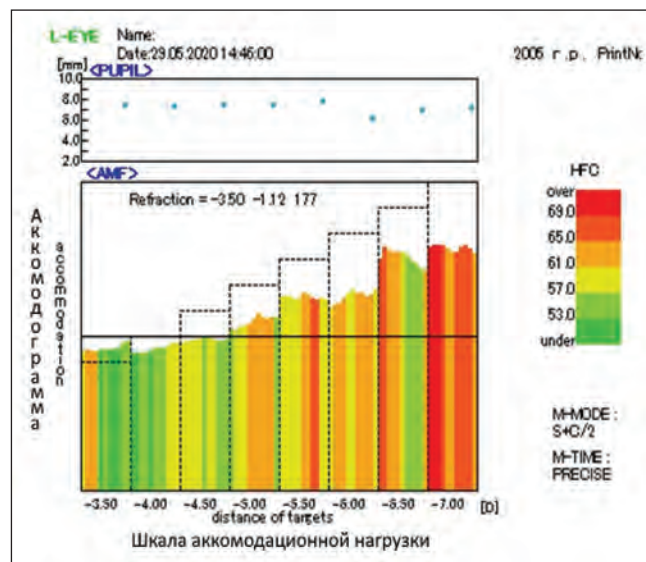 L-EYE Name:
Date:29.05.2020 14:46:00 2005 г.р. PrintN:
[mm] <PUPIL>
10.0
8.0
6.0
4.0
2.0
<AMF>
Refraction = -3.50 -1.12 177
Аккомодограмма
accommodation
HFC
over
69.0
65.0
61.0
57.0
53.0
under
M-MODE :
S+C/2
M-TIME :
PRECISE
-3.50 -4.00 -4.50 -5.00 -5.50 -6.00 -6.50 -7.00 [D]
distance of targets
Шкала аккомодационной нагрузки